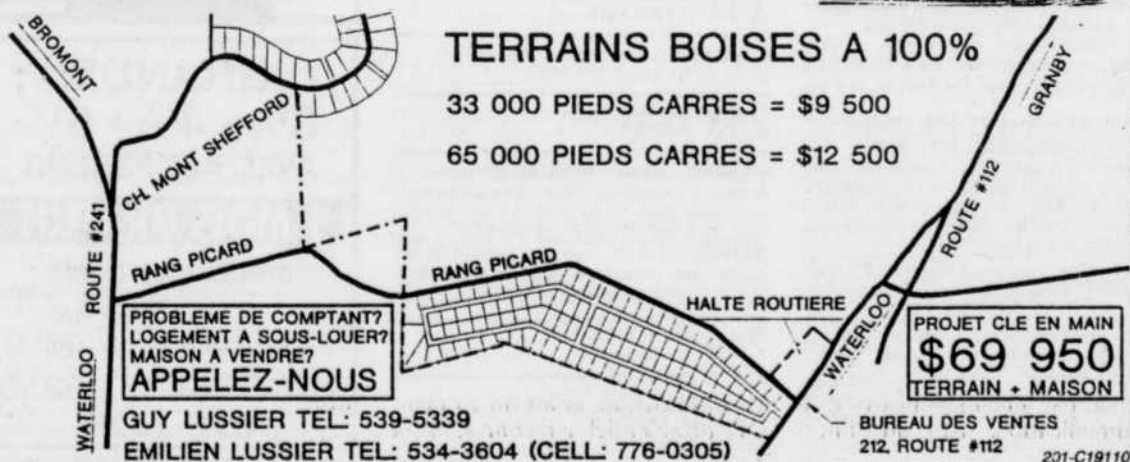 TERRAINS BOISES A 100%
33 000 PIEDS CARRES = $9 500
65 000 PIEDS CARRES = $12 500
BROMONT
CH. MONT SHEFFORD
ROUTE #241
RANG PICARD
WATERLOO
RANG PICARD
HALTE ROUTIERE
WATERLOO
ROUTE #112
GRANBY
PROBLEME DE COMPTANT?
LOGEMENT A SOUS-LOUER?
MAISON A VENDRE?
APPELEZ-NOUS
PROJET CLE EN MAIN
$69 950
TERRAIN + MAISON
GUY LUSSIER TEL: 539-5339
EMILIEN LUSSIER TEL: 534-3604 (CELL: 776-0305)
BUREAU DES VENTES
212, ROUTE #112
201-C19110